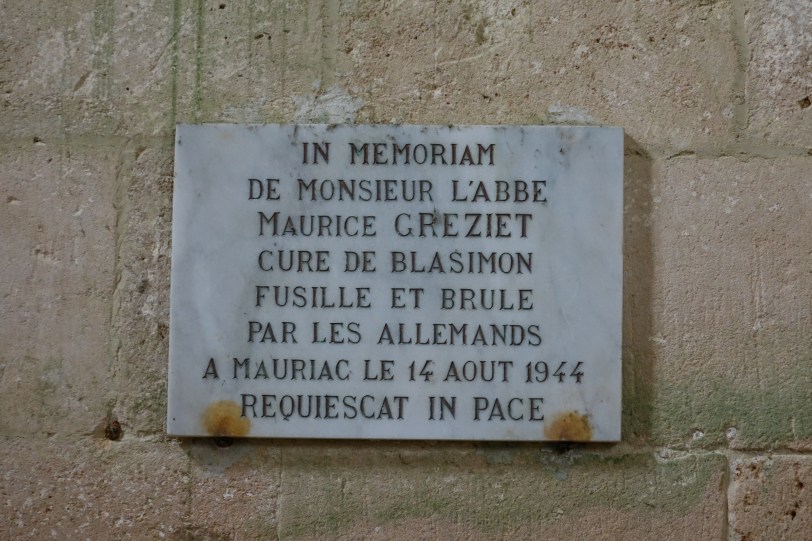 IN MEMORIAM
DE MONSIEUR L'ABBE
MAURICE GREZIET
CURE DE BLASIMON
FUSILLE ET BRULE
PAR LES ALLEMANDS
A MAURIAC LE 14 AOUT 1944
REQUIESCAT IN PACE